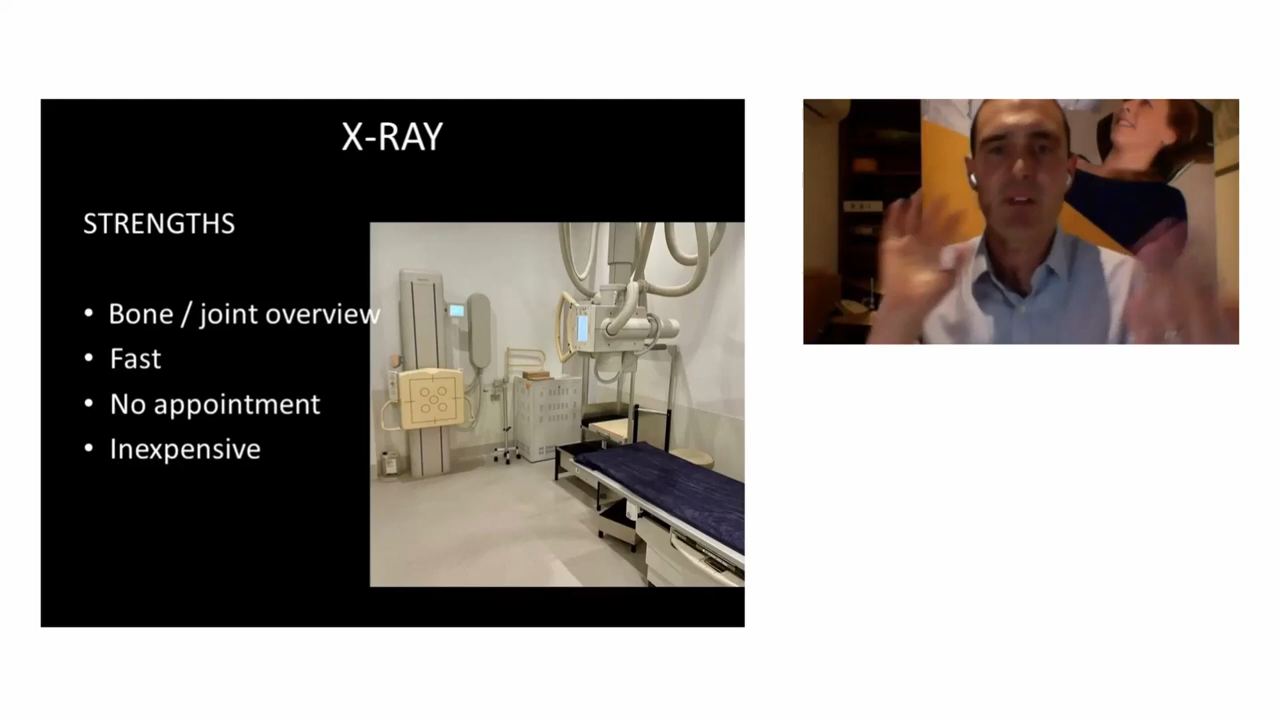 X-RAY
STRENGTHS
• Bone / joint overview
• Fast
• No appointment
• Inexpensive